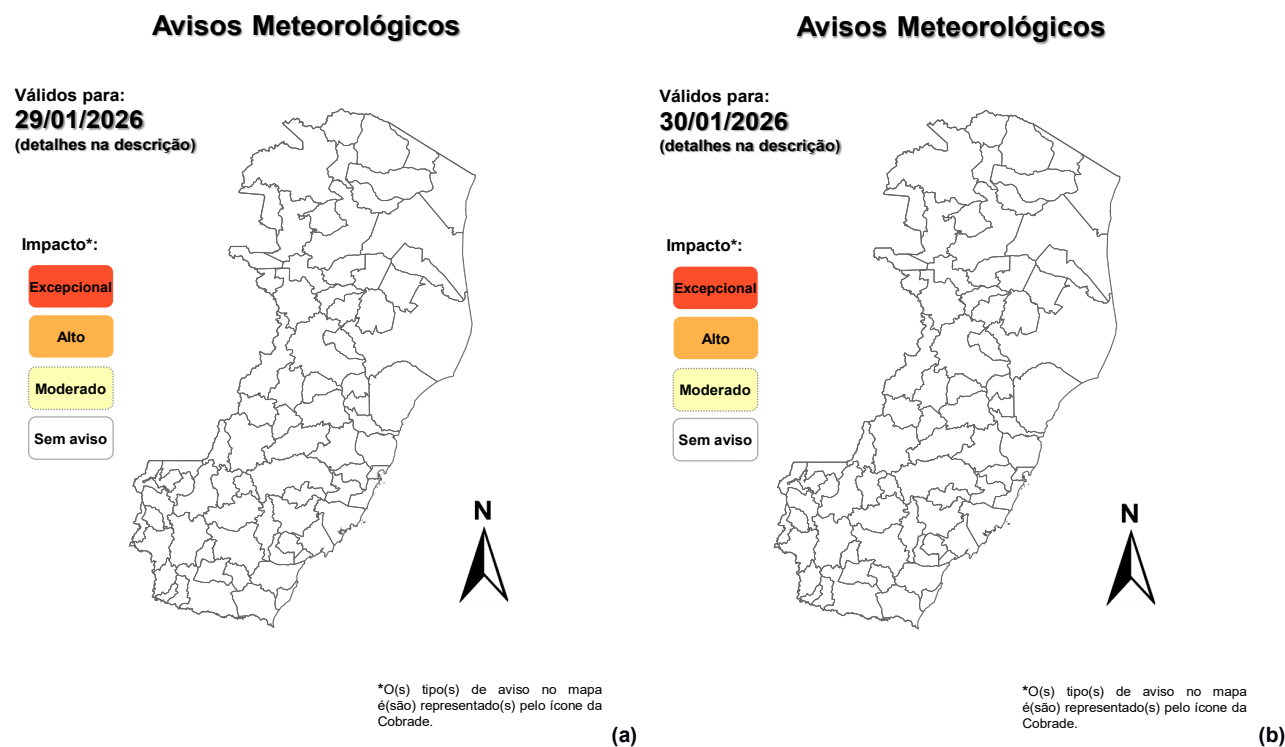 Avisos Meteorológicos
Válidos para:
29/01/2026
(detalhes na descrição)
Impacto*:
Excepcional
Alto
Moderado
Sem aviso
N
*O(s) tipo(s) de aviso no mapa
é(são) representado(s) pelo ícone da
Cobrade.
(a)
Avisos Meteorológicos
Válidos para:
30/01/2026
(detalhes na descrição)
Impacto*:
Excepcional
Alto
Moderado
Sem aviso
N
*O(s) tipo(s) de aviso no mapa
é(são) representado(s) pelo ícone da
Cobrade.
(b)